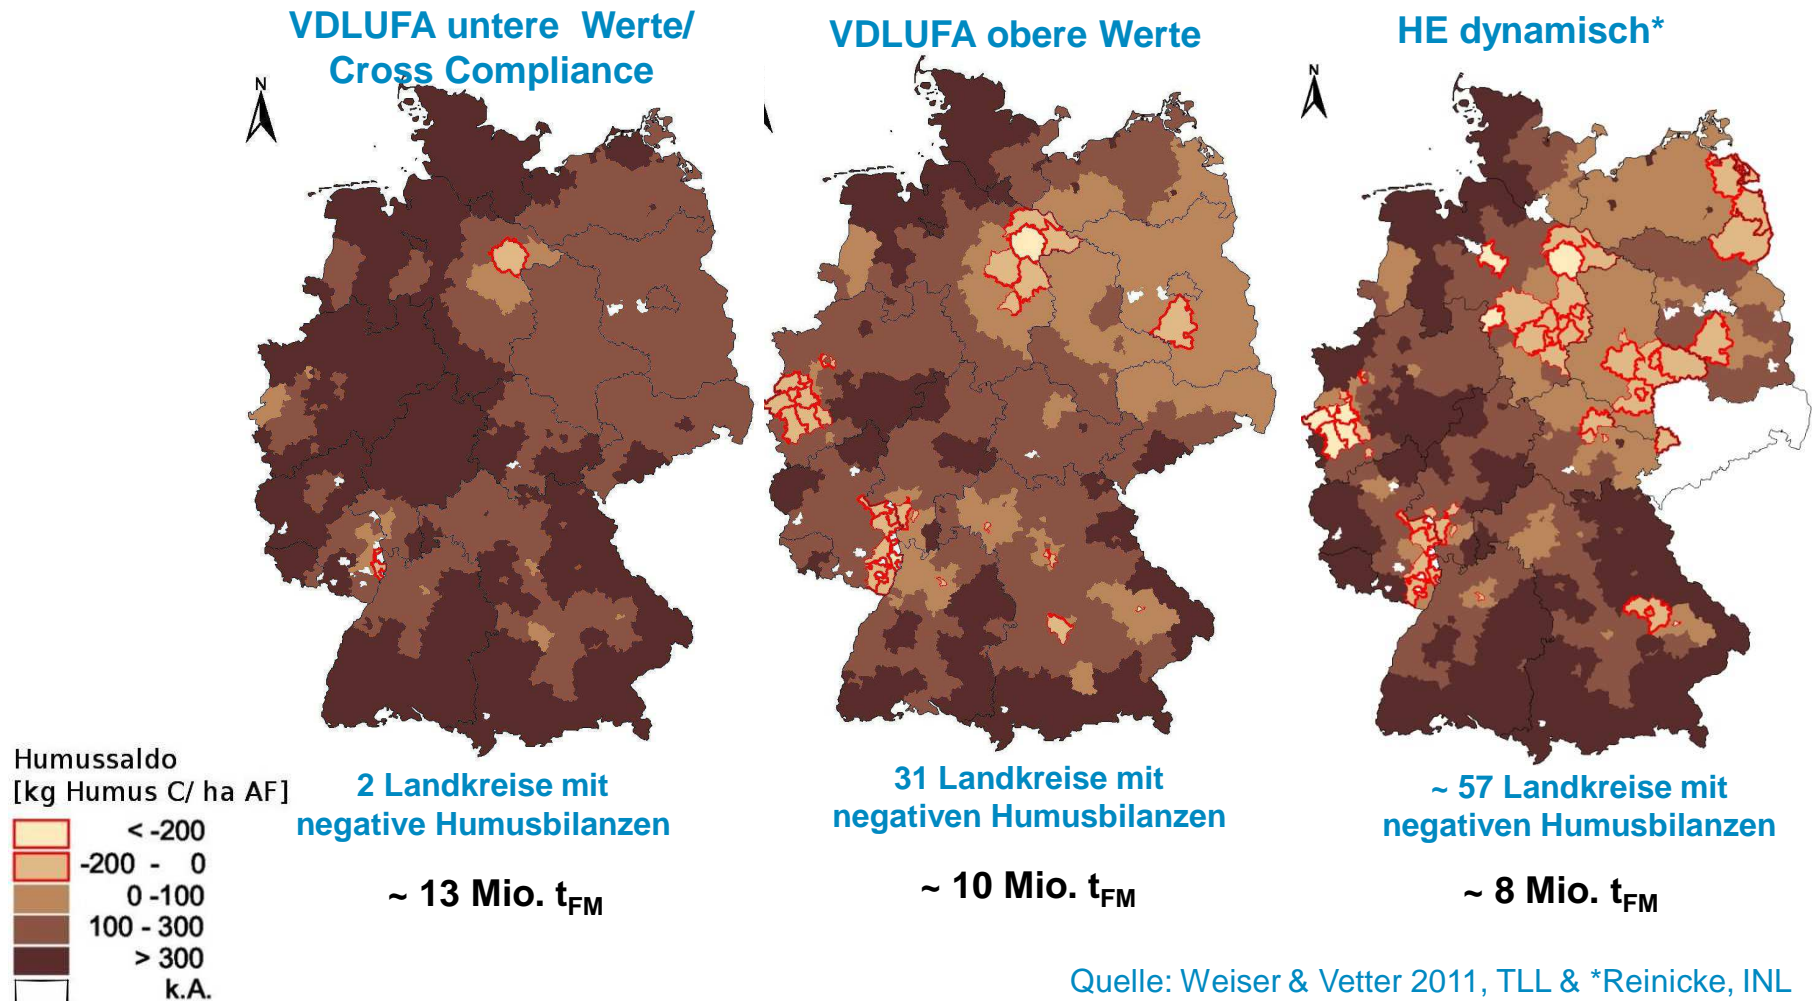 VDLUFA untere Werte/
Cross Compliance
VDLUFA obere Werte
HE dynamisch*
N
N
Humussaldo
[kg Humus C/ ha AF]
< -200
-200 - 0
0 -100
100 - 300
> 300
k.A.
2 Landkreise mit
negative Humusbilanzen
~ 13 Mio. tFM
31 Landkreise mit
negativen Humusbilanzen
~ 10 Mio. tFM
~ 57 Landkreise mit
negativen Humusbilanzen
~ 8 Mio. tFM
Quelle: Weiser & Vetter 2011, TLL & *Reinicke, INL